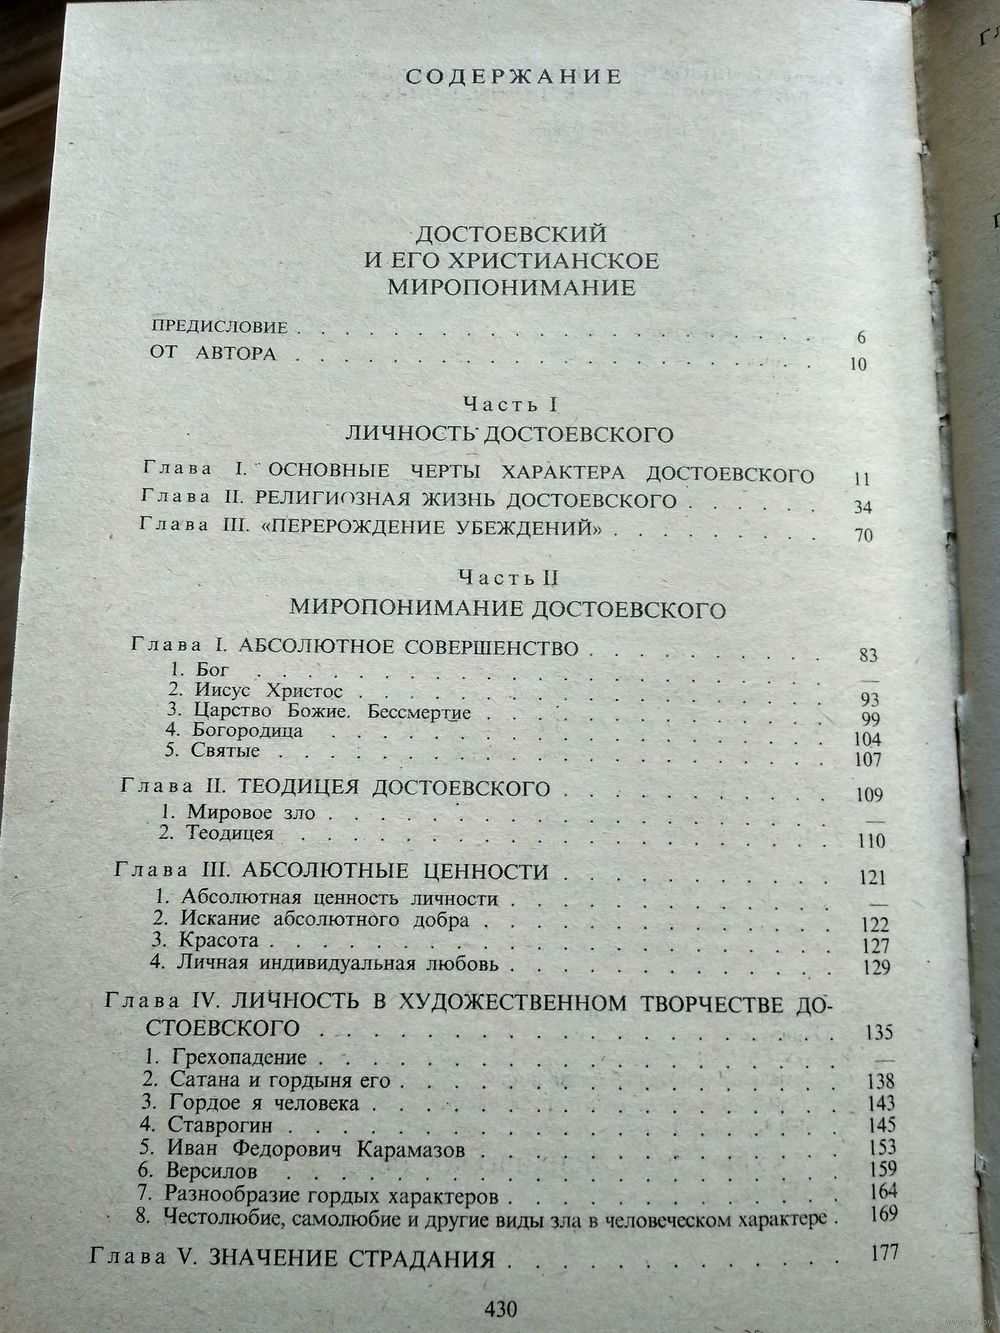 СОДЕРЖАНИЕ
ДОСТОЕВСКИЙ
И ЕГО ХРИСТИАНСКОЕ
МИРОПОНИМАНИЕ
ПРЕДИСЛОВИЕ . . . . . . . . . . . . . . . . . . . . 6
ОТ АВТОРА . . . . . . . . . . . . . . . . . . . . 10
Часть I
ЛИЧНОСТЬ ДОСТОЕВСКОГО
Глава I. ОСНОВНЫЕ ЧЕРТЫ ХАРАКТЕРА ДОСТОЕВСКОГО 11
Глава II. РЕЛИГИОЗНАЯ ЖИЗНЬ ДОСТОЕВСКОГО . . . . . . 34
Глава III. «ПЕРЕРОЖДЕНИЕ УБЕЖДЕНИЙ» . . . . . . . . . 70
Часть II
МИРОПОНИМАНИЕ ДОСТОЕВСКОГО
Глава I. АБСОЛЮТНОЕ СОВЕРШЕНСТВО . . . . . . . . . . 83
1. Бог . . . . . . . . . . . . . . . . . . . . —
2. Иисус Христос . . . . . . . . . . . . . . . . . 93
3. Царство Божие. Бессмертие . . . . . . . . . . . . 99
4. Богородица . . . . . . . . . . . . . . . . . . 104
5. Святые . . . . . . . . . . . . . . . . . . . . 107
Глава II. ТЕОДИЦЕЯ ДОСТОЕВСКОГО . . . . . . . . . . . 109
1. Мировое зло . . . . . . . . . . . . . . . . . . —
2. Теодицея . . . . . . . . . . . . . . . . . . . 110
Глава III. АБСОЛЮТНЫЕ ЦЕННОСТИ . . . . . . . . . . . 121
1. Абсолютная ценность личности . . . . . . . . . . . —
2. Искание абсолютного добра . . . . . . . . . . . . 122
3. Красота . . . . . . . . . . . . . . . . . . . . 127
4. Личная индивидуальная любовь . . . . . . . . . . . 129
Глава IV. ЛИЧНОСТЬ В ХУДОЖЕСТВЕННОМ ТВОРЧЕСТВЕ ДО-
СТОЕВСКОГО . . . . . . . . . . . . . . . . . . 135
1. Грехопадение . . . . . . . . . . . . . . . . . . —
2. Сатана и гордыня его . . . . . . . . . . . . . . . 138
3. Гордое я человека . . . . . . . . . . . . . . . . 143
4. Ставрогин . . . . . . . . . . . . . . . . . . . 145
5. Иван Федорович Карамазов . . . . . . . . . . . . 153
6. Версилов . . . . . . . . . . . . . . . . . . . 159
7. Разнообразие гордых характеров . . . . . . . . . . . 164
8. Честолюбие, самолюбие и другие виды зла в человеческом характере . 169
Глава V. ЗНАЧЕНИЕ СТРАДАНИЯ . . . . . . . . . . . . . 177
430
www.ay.by